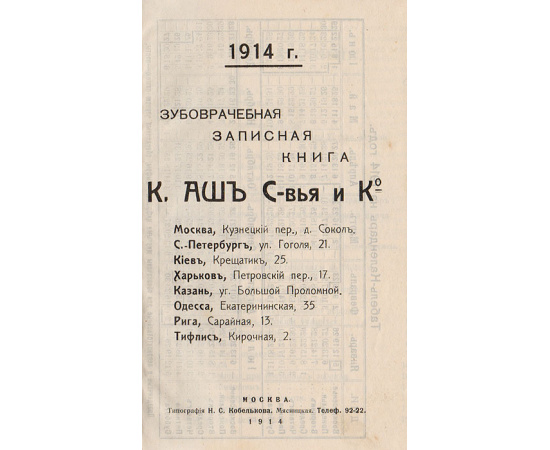 1914 г.
ЗУБОВРАЧЕБНАЯ
ЗАПИСНАЯ
КНИГА
К. АШЪ С-вья и Кº
Москва, Кузнецкій пер., д. Соколъ.
С.-Петербургъ, ул. Гоголя, 21.
Кіевъ, Крещатик, 25.
Харьковъ, Петровскій пер., 17.
Казань, уг. Большой Проломной.
Одесса, Екатерининская, 35
Рига, Сарайная, 13.
Тифлисъ, Кирочная, 2.
МОСКВА.
Типографія Н. С. Кобелькова, Мясницкая. Телеф. 92-22.
1914